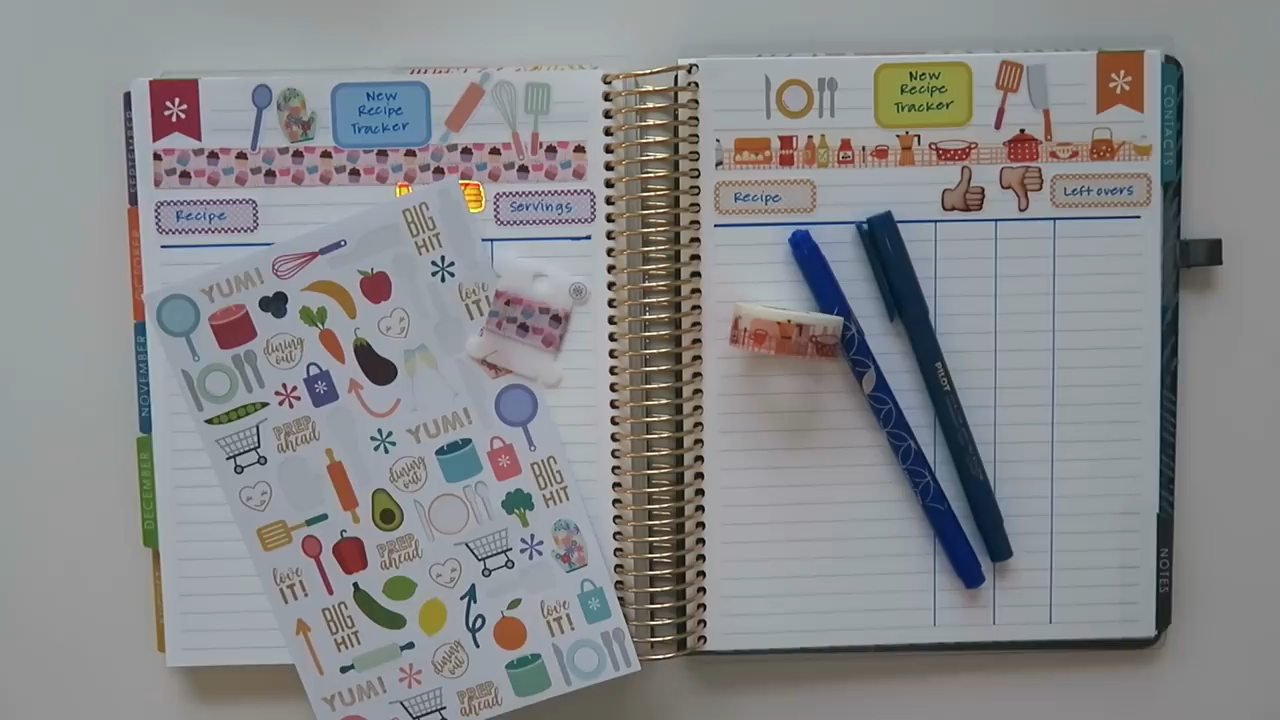 New
Recipe
Tracker
Recipe
Servings
SEPTEMBER
OCTOBER
NOVEMBER
DECEMBER
BIG
HIT
YUM!
love
IT!
dining
out
PREP
ahead
YUM!
dining
out
BIG
HIT
PREP
ahead
love
IT!
BIG
HIT
love
IT!
dining
out
YUM!
PREP
ahead
New
Recipe
Tracker
Recipe
Left overs
PILOT
CONTACTS
NOTES